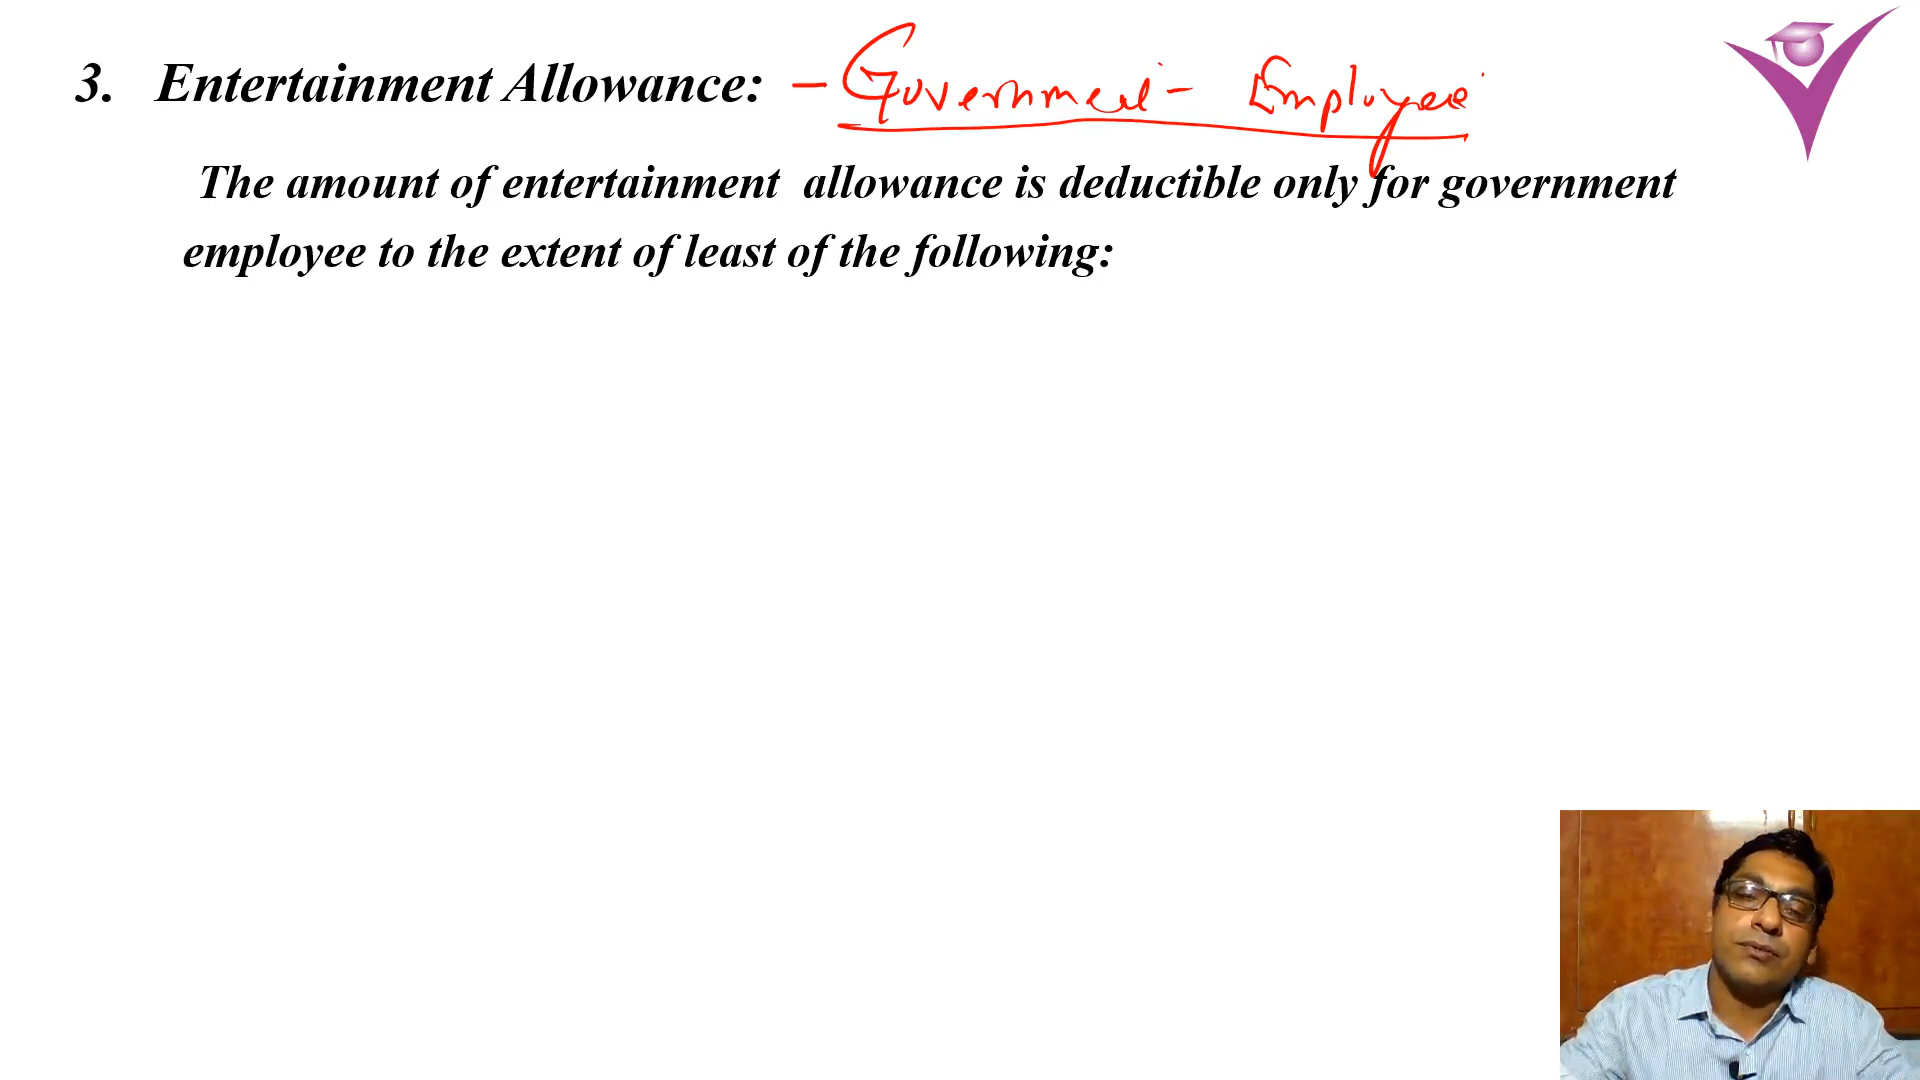 3. Entertainment Allowance: - Government - Employee
The amount of entertainment allowance is deductible only for government
employee to the extent of least of the following: